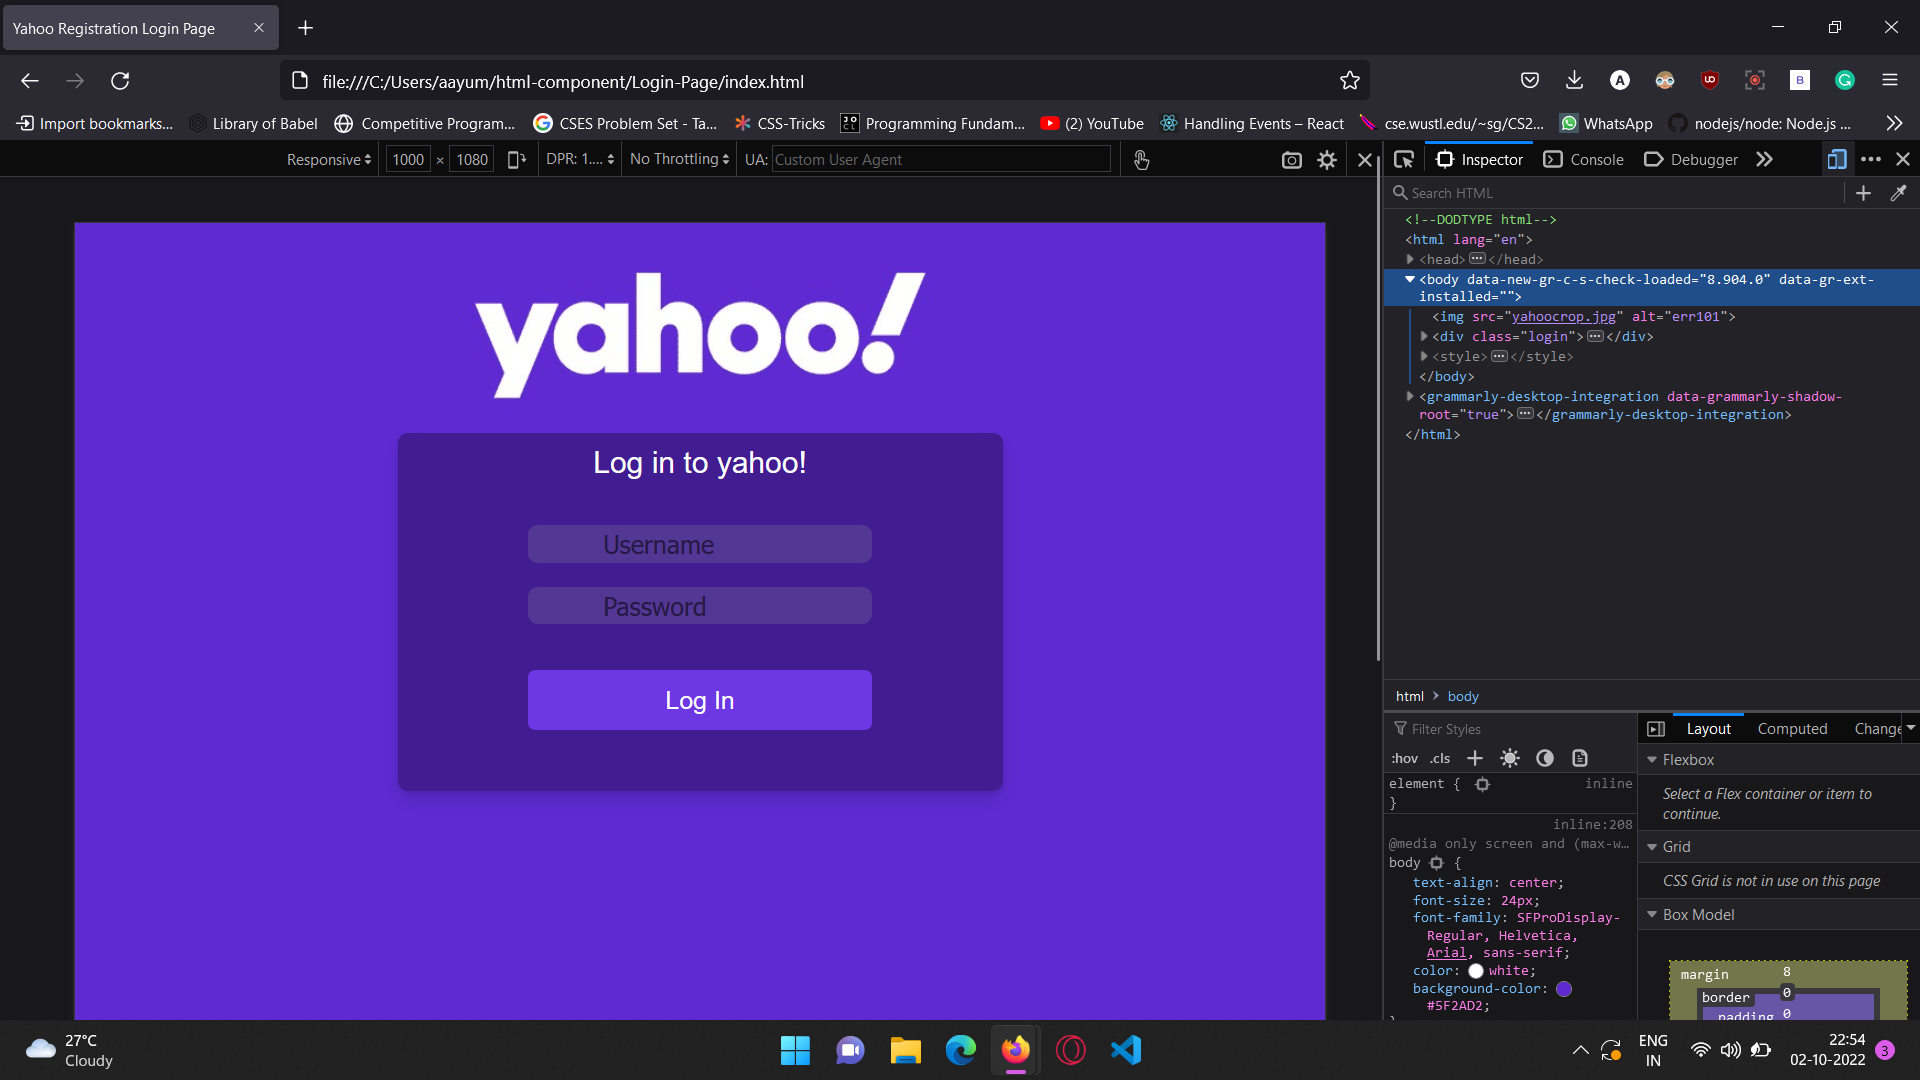 Yahoo Registration Login Page
file:///C:/Users/aayum/html-component/Login-Page/index.html
Import bookmarks... Library of Babel Competitive Program... CSES Problem Set - Ta... CSS-Tricks Programming Fundam... (2) YouTube Handling Events – React cse.wustl.edu/~sg/CS2... WhatsApp nodejs/node: Node.js ...
Responsive 1000 × 1080 DPR: 1.... No Throttling UA: Custom User Agent
Inspector Console Debugger
Search HTML
<!--DODTYPE html-->
<html lang="en">
<head></head>
<body data-new-gr-c-s-check-loaded="8.904.0" data-gr-ext-
installed="">
<img src="yahoocrop.jpg" alt="err101">
<div class="login"></div>
<style></style>
</body>
<grammarly-desktop-integration data-grammarly-shadow-
root="true"></grammarly-desktop-integration>
</html>
yahoo!
Log in to yahoo!
Username
Password
Log In
html body
Filter Styles
:hov .cls
element { inline
}
inline:208
@media only screen and (max-w...
body {
text-align: center;
font-size: 24px;
font-family: SFProDisplay-
Regular, Helvetica,
Arial, sans-serif;
color: white;
background-color:
#5F2AD2;
Layout Computed Change
Flexbox
Select a Flex container or item to
continue.
Grid
CSS Grid is not in use on this page
Box Model
margin 8
border 0
padding 0
27°C
Cloudy
ENG
IN
22:54
02-10-2022
3